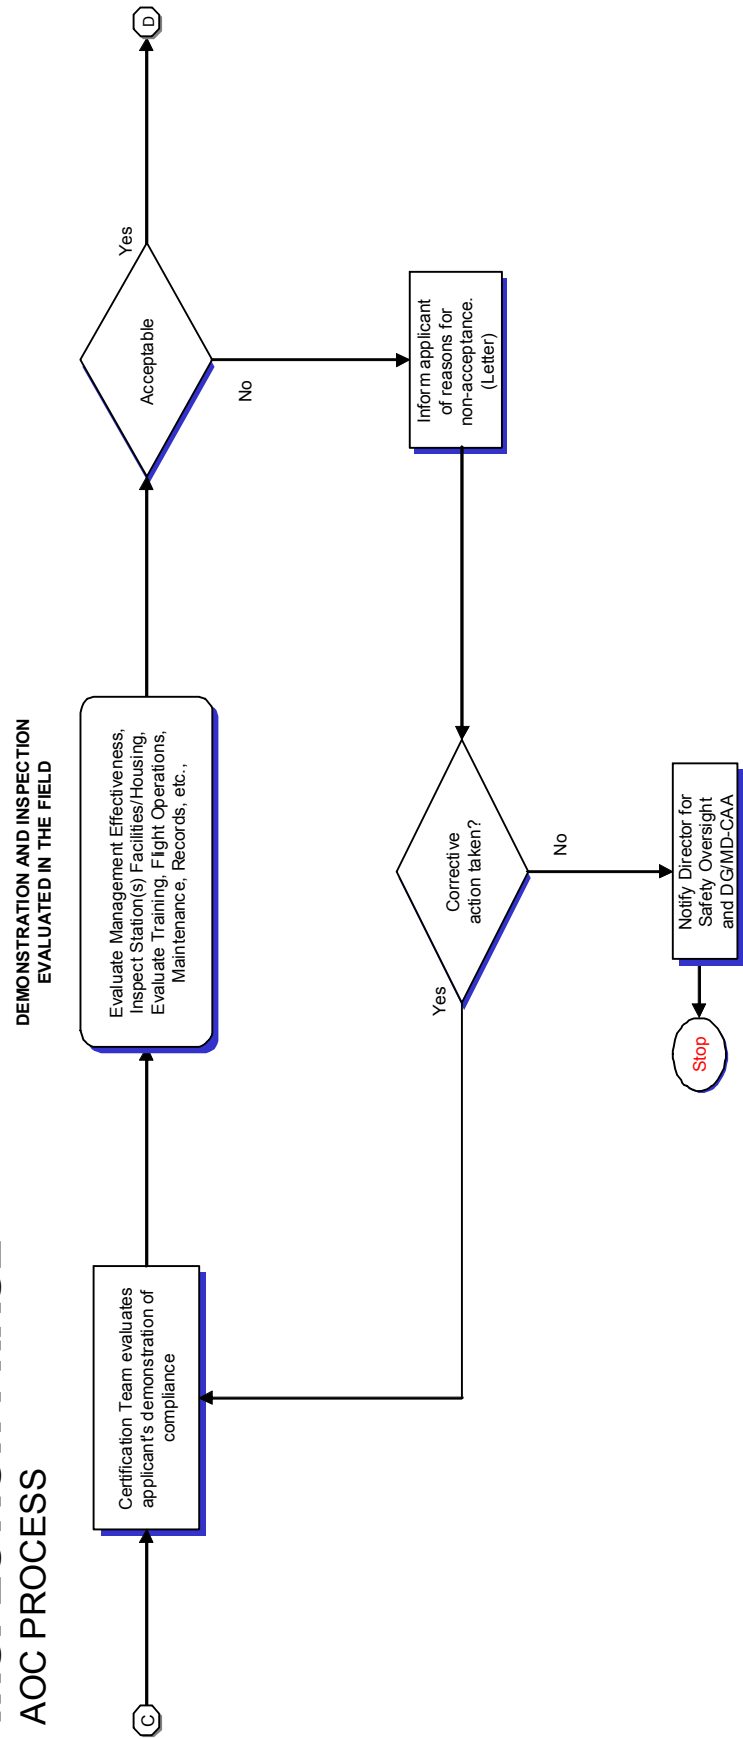 AOC PROCESS
DEMONSTRATION AND INSPECTION
EVALUATED IN THE FIELD
C
Certification Team evaluates
applicant's demonstration of
compliance
Evaluate Management Effectiveness,
Inspect Station(s) Facilities/Housing,
Evaluate Training, Flight Operations,
Maintenance, Records, etc.,
Acceptable
Yes
D
No
Inform applicant
of reasons for
non-acceptance.
(Letter)
Corrective
action taken?
Yes
No
Notify Director for
Safety Oversight
and DG/MD-CAA
Stop